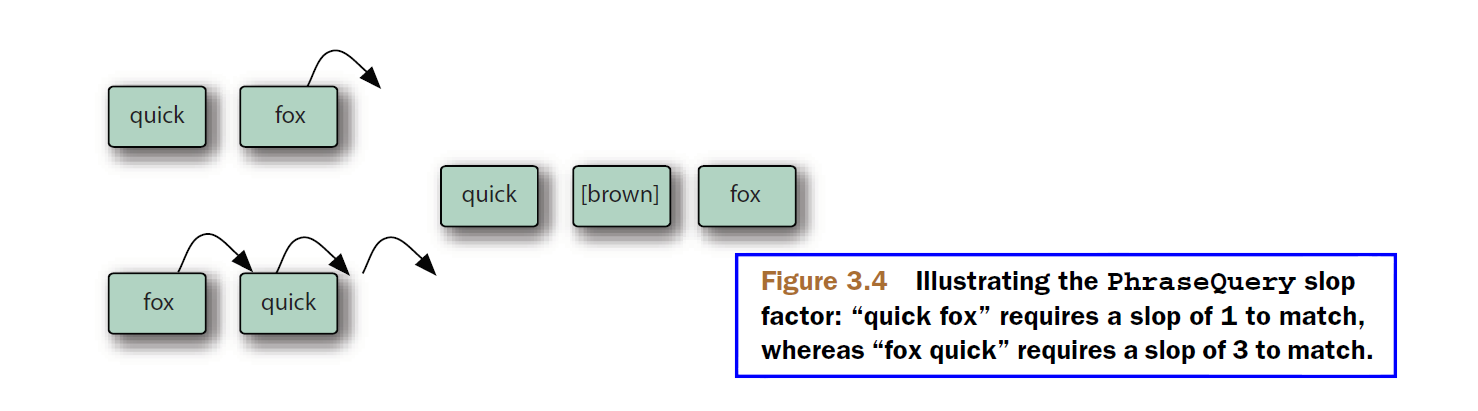 quick fox
quick [brown] fox
fox quick
Figure 3.4 Illustrating the PhraseQuery slop
factor: “quick fox” requires a slop of 1 to match,
whereas “fox quick” requires a slop of 3 to match.